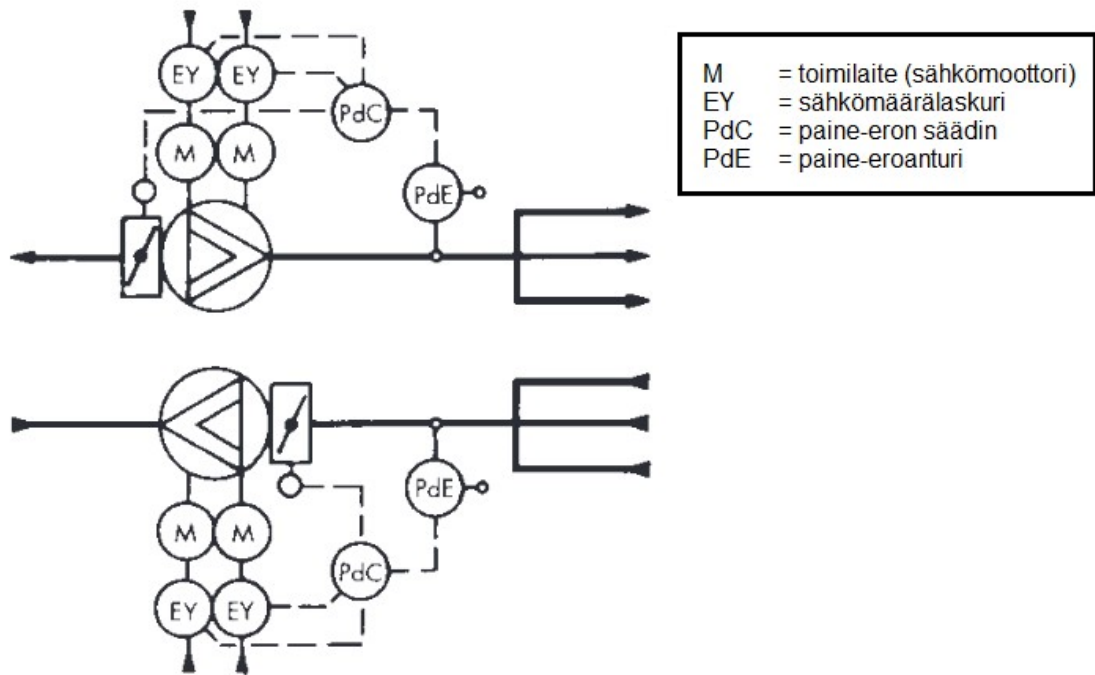 EY EY
PdC
M M
PdE
M = toimilaite (sähkömoottori)
EY = sähkömäärälaskuri
PdC = paine-eron säädin
PdE = paine-eroanturi
PdE
M M
PdC
EY EY